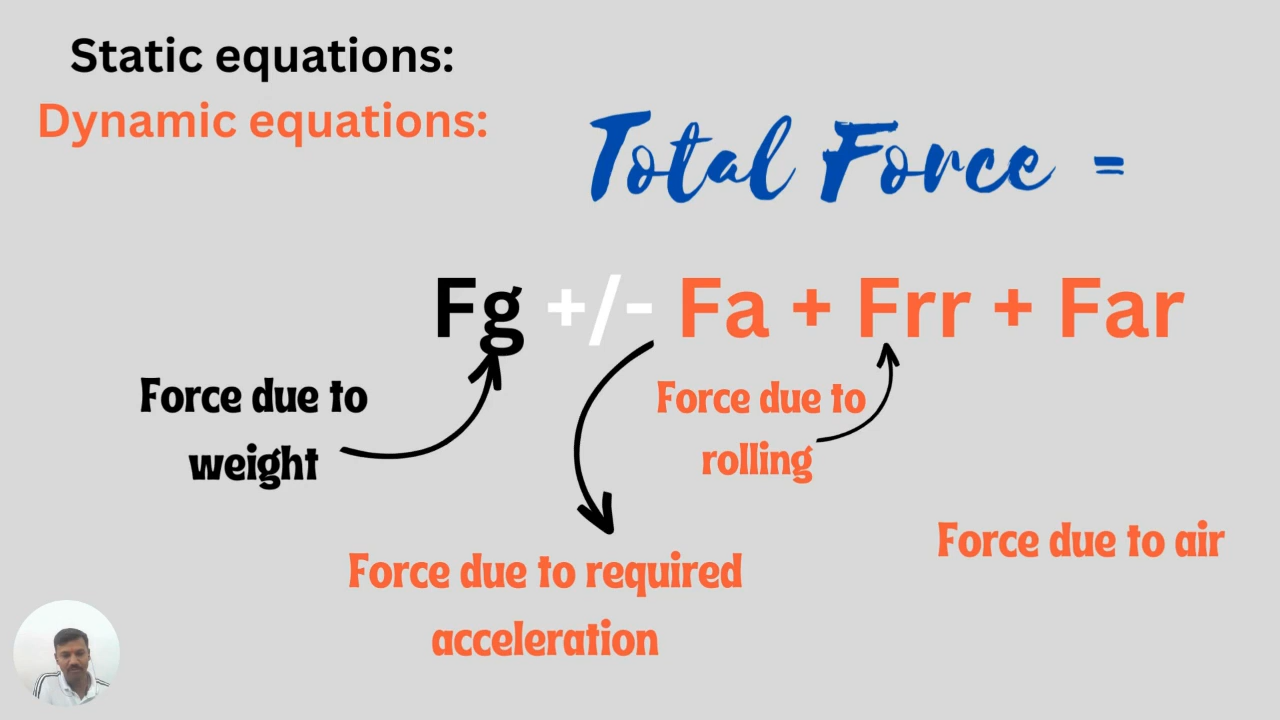 Static equations:
Dynamic equations:
Total Force =
Fg +/- Fa + Frr + Far
Force due to
weight
Force due to
rolling
Force due to air
Force due to required
acceleration